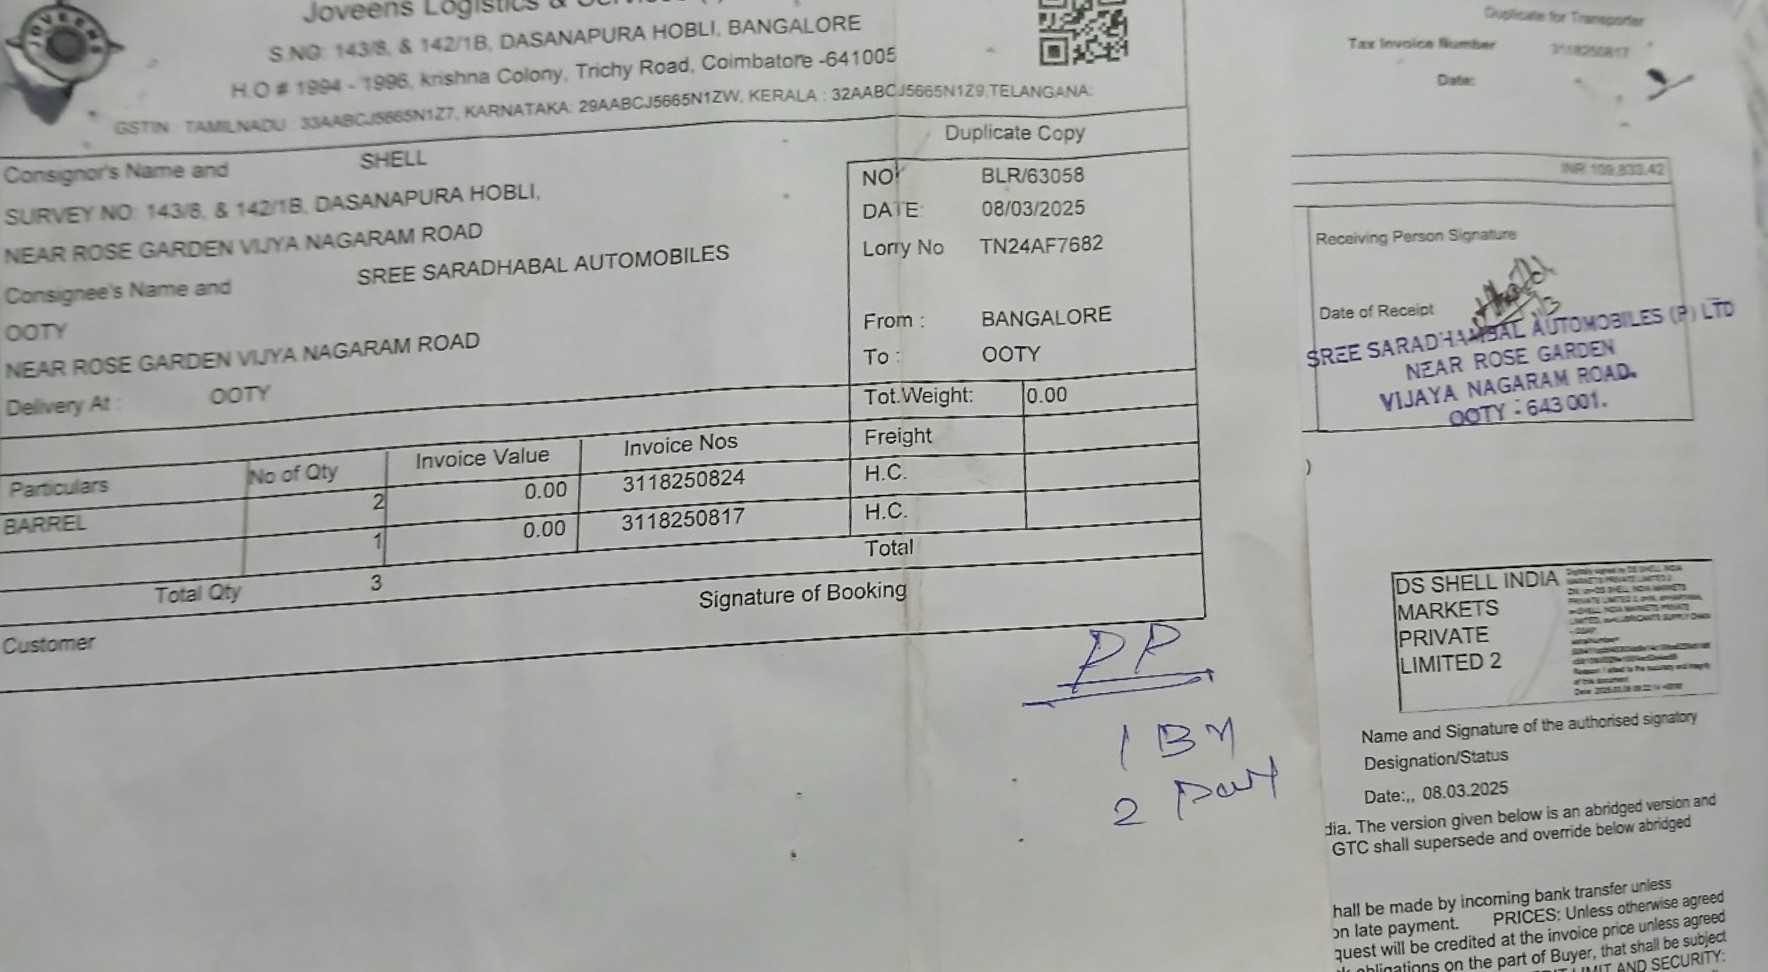 Joveens Logistics &
S.NO: 143/8, & 142/1B, DASANAPURA HOBLI, BANGALORE
H.O # 1994 - 1996, krishna Colony, Trichy Road, Coimbatore -641005
GSTIN : TAMILNADU : 33AABCJ5665N1Z7, KARNATAKA: 29AABCJ5665N1ZW, KERALA : 32AABCJ5665N1Z9,TELANGANA:
Duplicate Copy
Consignor's Name and SHELL
SURVEY NO: 143/8, & 142/1B, DASANAPURA HOBLI,
NEAR ROSE GARDEN VIJYA NAGARAM ROAD
Consignee's Name and SREE SARADHABAL AUTOMOBILES
OOTY
NEAR ROSE GARDEN VIJYA NAGARAM ROAD
Delivery At : OOTY
NO: BLR/63058
DATE: 08/03/2025
Lorry No TN24AF7682
From : BANGALORE
To : OOTY
Tot.Weight: 0.00
Particulars No of Qty Invoice Value Invoice Nos Freight
BARREL 2 0.00 3118250824 H.C.
1 0.00 3118250817 H.C.
Total
Total Qty 3
Signature of Booking
Customer
PP
1 BM
2
Duplicate for Transporter
Tax Invoice Number 3118250817
Date:
INR 109,833.42
Receiving Person Signature
Date of Receipt
SREE SARADHAMBAL AUTOMOBILES (P) LTD
NEAR ROSE GARDEN
VIJAYA NAGARAM ROAD.
OOTY - 643 001.
)
DS SHELL INDIA
MARKETS
PRIVATE
LIMITED 2
Name and Signature of the authorised signatory
Designation/Status
Date:,, 08.03.2025
dia. The version given below is an abridged version and
GTC shall supersede and override below abridged
hall be made by incoming bank transfer unless
on late payment. PRICES: Unless otherwise agreed
quest will be credited at the invoice price unless agreed
obligations on the part of Buyer, that shall be subject
LIMIT AND SECURITY: